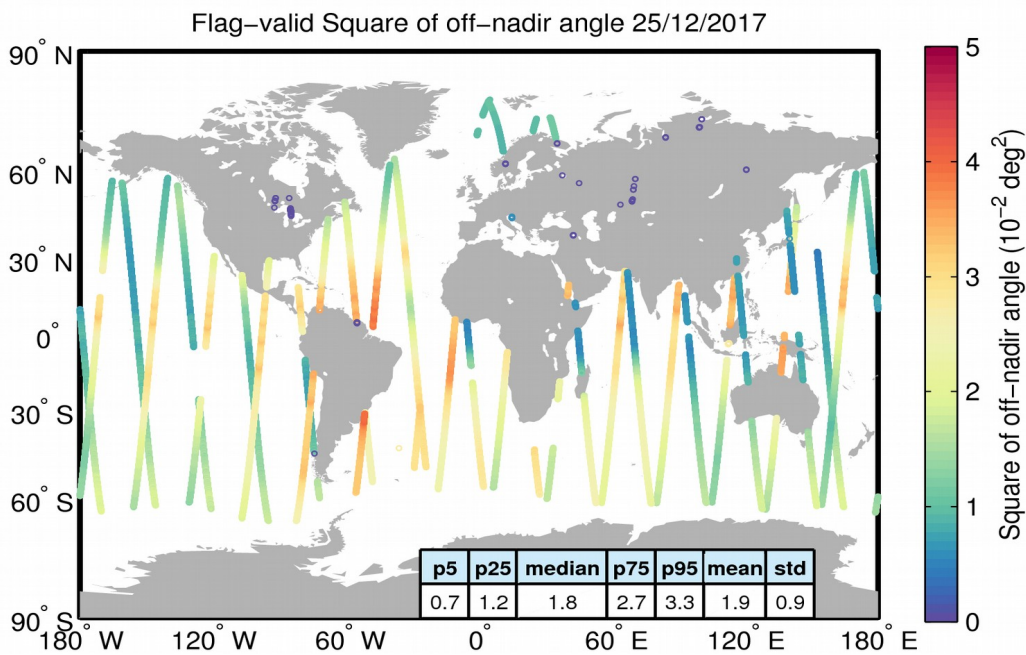 Flag−valid Square of off−nadir angle 25/12/2017
90° N
60° N
30° N
0°
30° S
60° S
90° S
180° W
120° W
60° W
0°
60° E
120° E
180° E
p5 p25 median p75 p95 mean std
0.7 1.2 1.8 2.7 3.3 1.9 0.9
5
4
3
2
1
0
Square of off−nadir angle (10⁻² deg²)